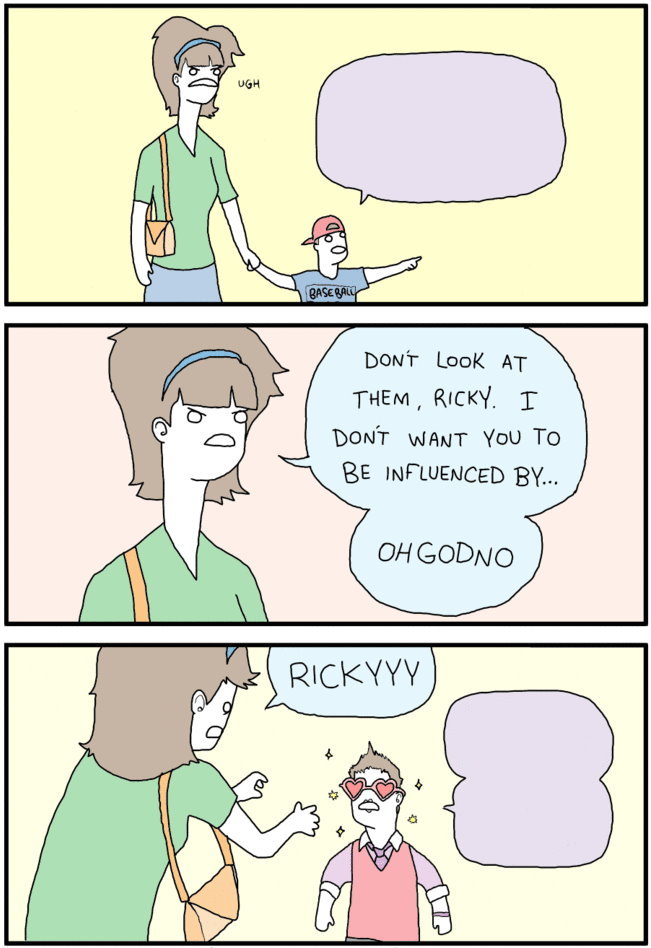 UGH
BASEBALL
DON'T LOOK AT
THEM, RICKY. I
DON'T WANT YOU TO
BE INFLUENCED BY...
OHGODNO
RICKYYY